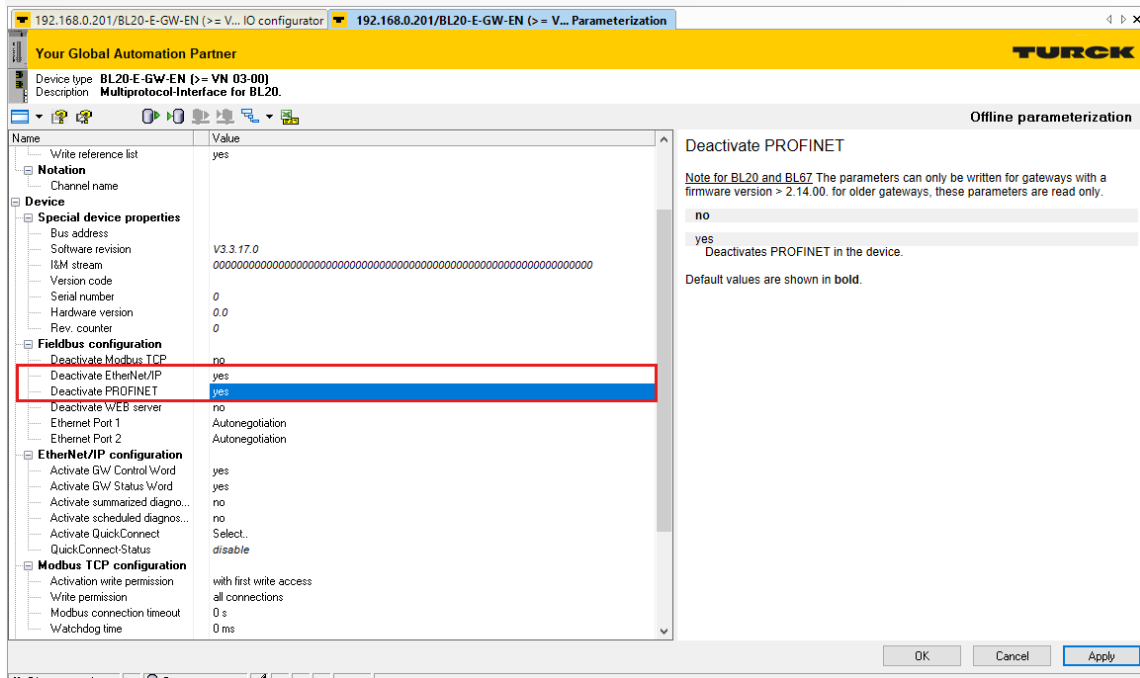 192.168.0.201/BL20-E-GW-EN (>= V... IO configurator
192.168.0.201/BL20-E-GW-EN (>= V... Parameterization
Your Global Automation Partner
TURCK
Device type BL20-E-GW-EN (>= VN 03-00)
Description Multiprotocol-Interface for BL20.
Offline parameterization
Name Value
Write reference list yes
Notation
Channel name
Device
Special device properties
Bus address
Software revision V3.3.17.0
I&M stream
Version code
Serial number 0
Hardware version 0.0
Rev. counter 0
Fieldbus configuration
Deactivate Modbus TCP no
Deactivate EtherNet/IP yes
Deactivate PROFINET yes
Deactivate WEB server no
Ethernet Port 1 Autonegotiation
Ethernet Port 2 Autonegotiation
EtherNet/IP configuration
Activate GW Control Word yes
Activate GW Status Word yes
Activate summarized diagno... no
Activate scheduled diagnos... no
Activate QuickConnect Select..
QuickConnect-Status disable
Modbus TCP configuration
Activation write permission with first write access
Write permission all connections
Modbus connection timeout 0 s
Watchdog time 0 ms
Deactivate PROFINET
Note for BL20 and BL67 The parameters can only be written for gateways with a
firmware version > 2.14.00. for older gateways, these parameters are read only.
no
yes
Deactivates PROFINET in the device.
Default values are shown in bold.
OK Cancel Apply